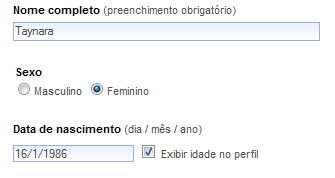 Nome completo (preenchimento obrigatório)
Taynara
Sexo
Masculino Feminino
Data de nascimento (dia / mês / ano)
16/1/1986 Exibir idade no perfil